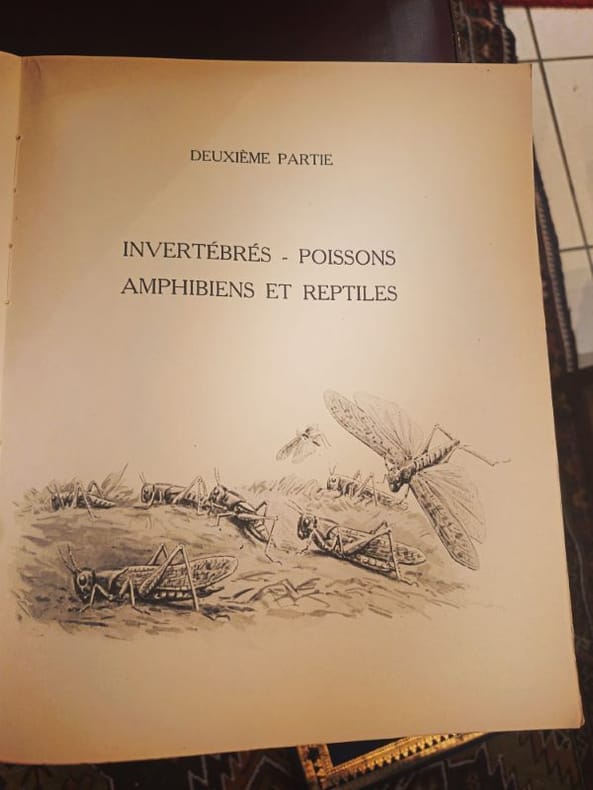 DEUXIÈME PARTIE
INVERTÉBRÉS - POISSONS
AMPHIBIENS ET REPTILES